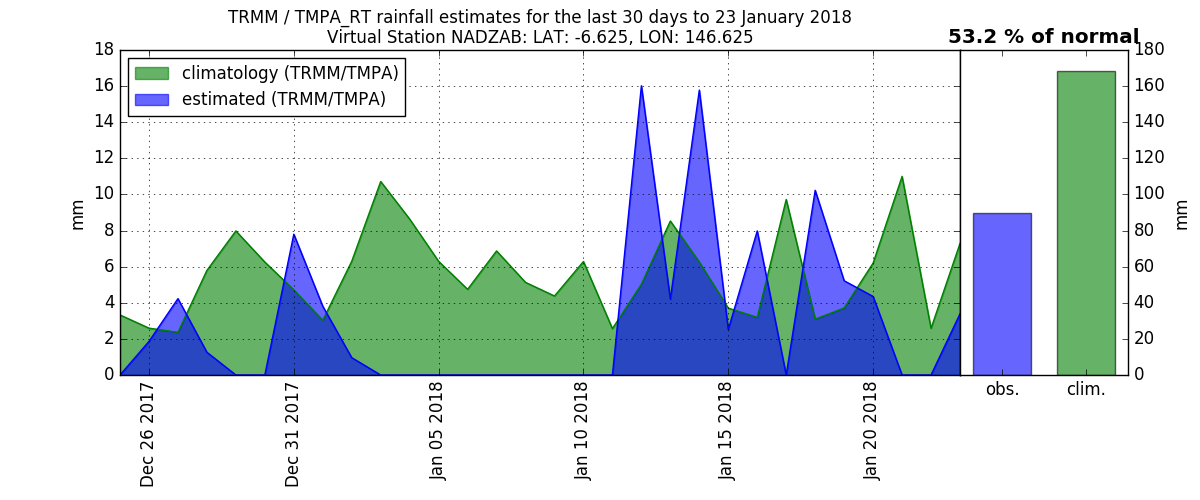 TRMM / TMPA_RT rainfall estimates for the last 30 days to 23 January 2018
Virtual Station NADZAB: LAT: -6.625, LON: 146.625
53.2 % of normal
climatology (TRMM/TMPA)
estimated (TRMM/TMPA)
mm
18
16
14
12
10
8
6
4
2
0
Dec 26 2017
Dec 31 2017
Jan 05 2018
Jan 10 2018
Jan 15 2018
Jan 20 2018
obs.
clim.
180
160
140
120
100
80
60
40
20
0
mm